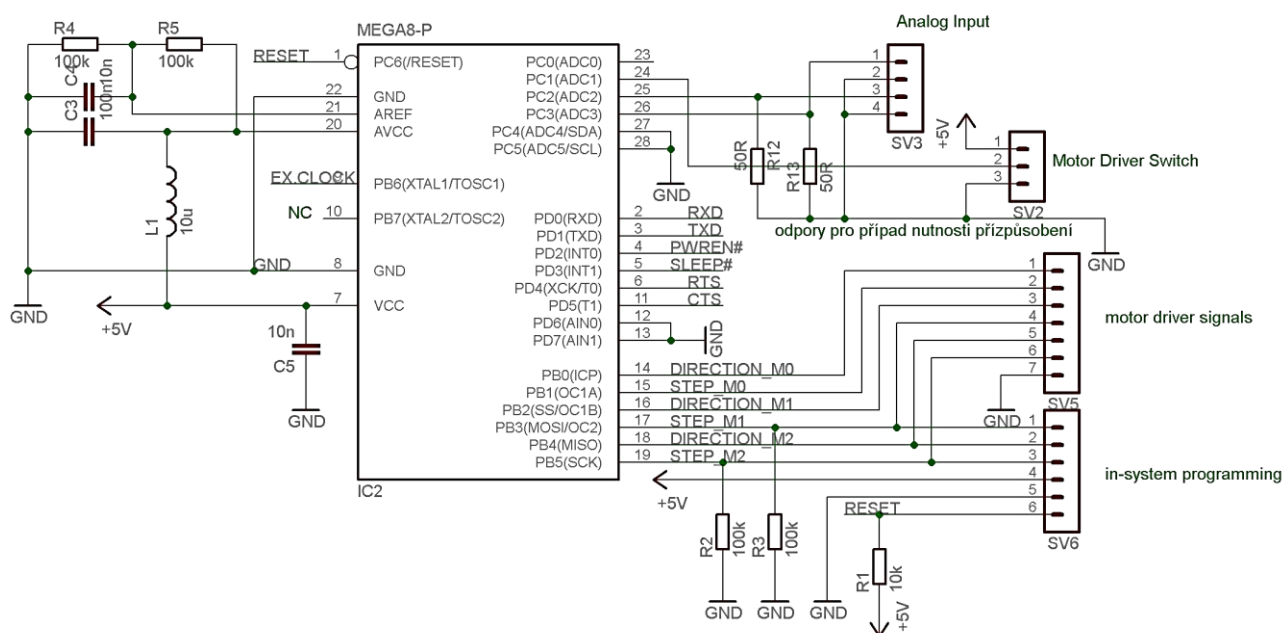 R4
100k
R5
100k
C4
10n
C3
100n
L1
10u
GND
+5V
10n
C5
GND
MEGA8-P
RESET
1
PC6(/RESET)
22
GND
21
AREF
20
AVCC
EX.CLOCK
9
PB6(XTAL1/TOSC1)
NC
10
PB7(XTAL2/TOSC2)
GND
8
GND
7
VCC
IC2
PC0(ADC0)
23
PC1(ADC1)
24
PC2(ADC2)
25
PC3(ADC3)
26
PC4(ADC4/SDA)
27
PC5(ADC5/SCL)
28
GND
PD0(RXD)
2
RXD
PD1(TXD)
3
TXD
PD2(INT0)
4
PWREN#
PD3(INT1)
5
SLEEP#
PD4(XCK/T0)
6
RTS
PD5(T1)
11
CTS
PD6(AIN0)
12
PD7(AIN1)
13
GND
PB0(ICP)
14
DIRECTION_M0
PB1(OC1A)
15
STEP_M0
PB2(SS/OC1B)
16
DIRECTION_M1
PB3(MOSI/OC2)
17
STEP_M1
PB4(MISO)
18
DIRECTION_M2
PB5(SCK)
19
STEP_M2
Analog Input
1
2
3
4
SV3
50R
R12
R13
50R
+5V
1
2
3
SV2
Motor Driver Switch
odpory pro případ nutnosti přízpůsobení
GND
1
2
3
4
5
6
7
SV5
motor driver signals
GND
1
2
3
4
5
6
SV6
in-system programming
+5V
RESET
R2
100k
GND
R3
100k
GND
GND
R1
10k
+5V